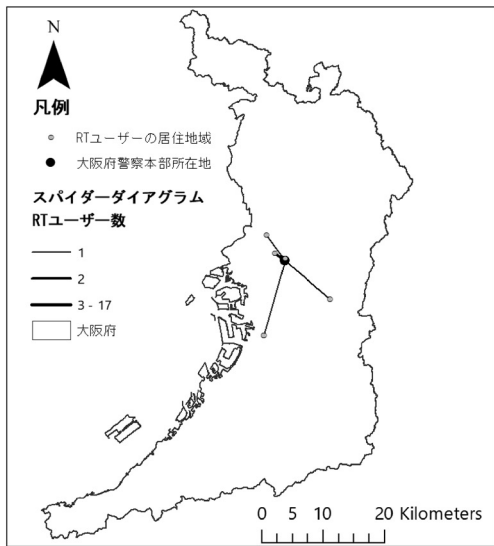 N
凡例
RTユーザーの居住地域
大阪府警察本部所在地
スパイダーダイアグラム
RTユーザー数
1
2
3 - 17
大阪府
0 5 10 20 Kilometers